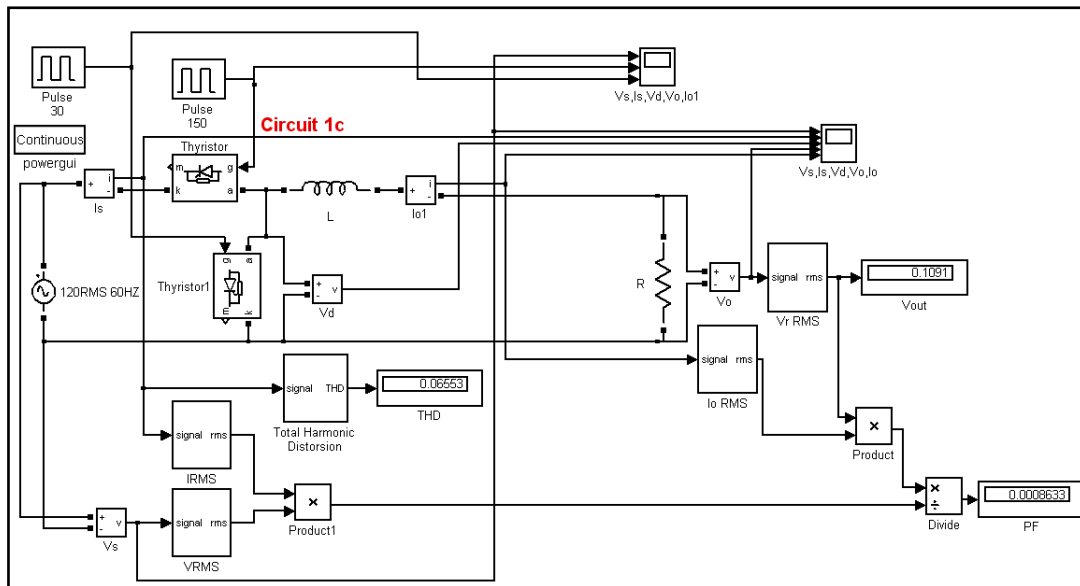 Pulse
30
Pulse
150
Vs,Is,Vd,Vo,Io1
Continuous
powergui
Circuit 1c
Thyristor
m
g
k
a
+
-
i
Is
L
+
-
i
Io1
Vs,Is,Vd,Vo,Io
g
a
m
k
Thyristor1
120RMS 60HZ
+
-
v
Vd
R
+
-
v
Vo
signal rms
Vr RMS
0.1091
Vout
signal rms
Io RMS
signal THD
Total Harmonic
Distorsion
0.06553
THD
signal rms
IRMS
×
Product
×
Product1
×
÷
Divide
0.0008633
PF
+
-
v
Vs
signal rms
VRMS